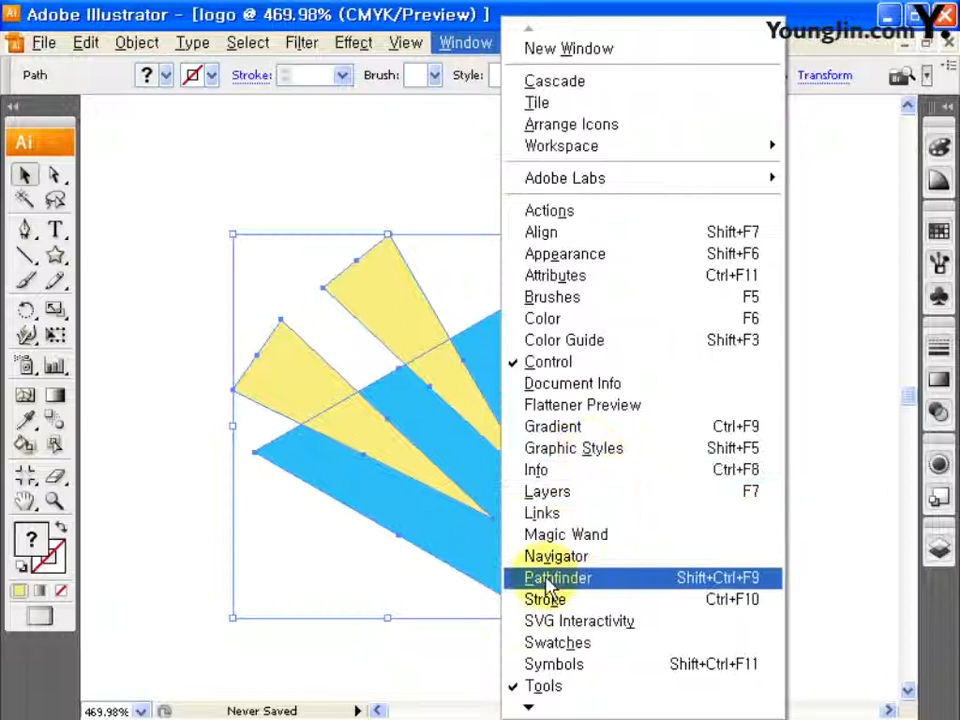 Adobe Illustrator - [logo @ 469.98% (CMYK/Preview) ]
YoungJin.com Y.
File Edit Object Type Select Filter Effect View Window
Path ? Stroke: Brush: Style: Transform
New Window
Cascade
Tile
Arrange Icons
Workspace
Adobe Labs
Actions
Align Shift+F7
Appearance Shift+F6
Attributes Ctrl+F11
Brushes F5
Color F6
Color Guide Shift+F3
Control
Document Info
Flattener Preview
Gradient Ctrl+F9
Graphic Styles Shift+F5
Info Ctrl+F8
Layers F7
Links
Magic Wand
Navigator
Pathfinder Shift+Ctrl+F9
Stroke Ctrl+F10
SVG Interactivity
Swatches
Symbols Shift+Ctrl+F11
Tools
Ai
T
?
469.98% Never Saved